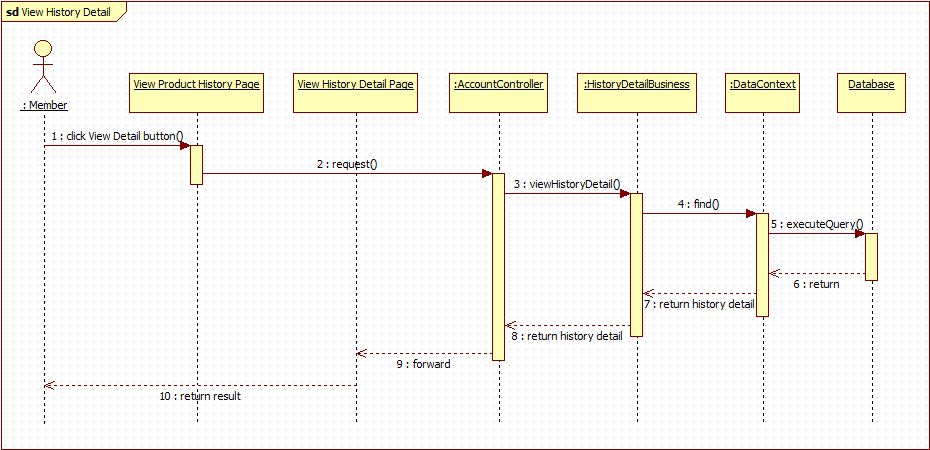 sd View History Detail
: Member
View Product History Page
View History Detail Page
:AccountController
:HistoryDetailBusiness
:DataContext
Database
1 : click View Detail button()
2 : request()
3 : viewHistoryDetail()
4 : find()
5 : executeQuery()
6 : return
7 : return history detail
8 : return history detail
9 : forward
10 : return result